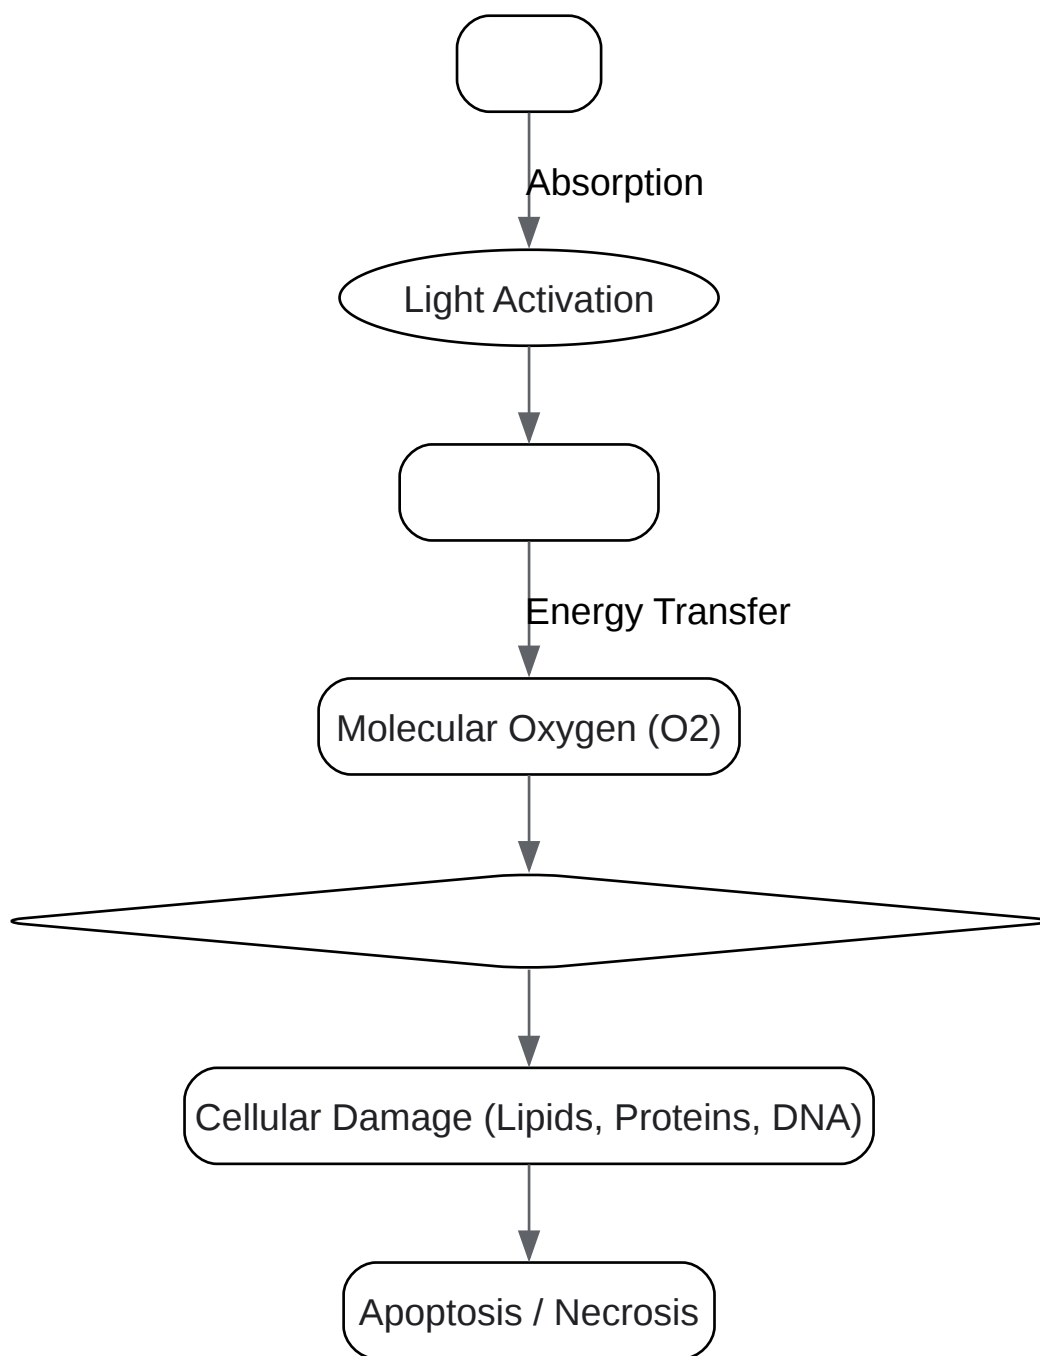 Absorption
Light Activation
Energy Transfer
Molecular Oxygen (O2)
Cellular Damage (Lipids, Proteins, DNA)
Apoptosis / Necrosis